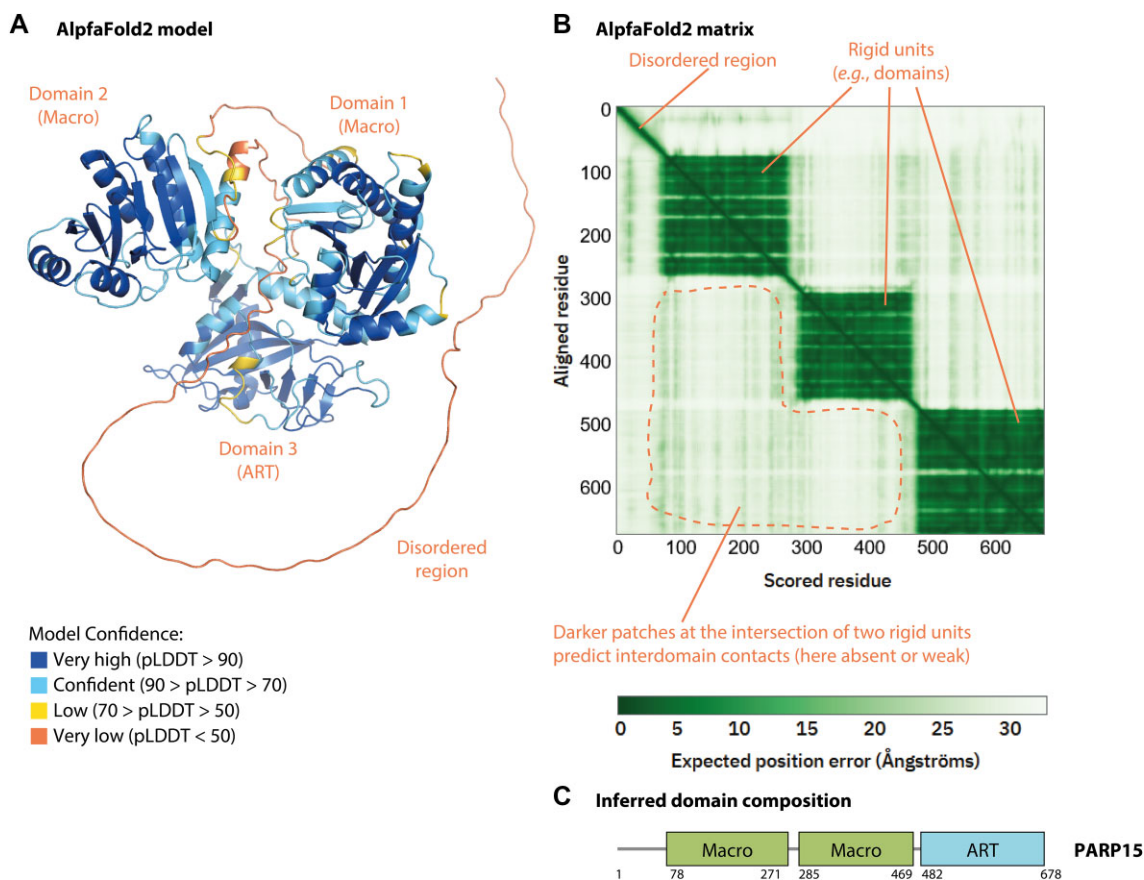 A AlpfaFold2 model
Domain 2
(Macro)
Domain 1
(Macro)
Domain 3
(ART)
Disordered
region
Model Confidence:
Very high (pLDDT > 90)
Confident (90 > pLDDT > 70)
Low (70 > pLDDT > 50)
Very low (pLDDT < 50)
B AlpfaFold2 matrix
Disordered region
Rigid units
(e.g., domains)
0
100
200
300
400
500
600
Aligned residue
0 100 200 300 400 500 600
Scored residue
Darker patches at the intersection of two rigid units
predict interdomain contacts (here absent or weak)
0 5 10 15 20 25 30
Expected position error (Ångströms)
C Inferred domain composition
Macro Macro ART PARP15
1 78 271 285 469 482 678